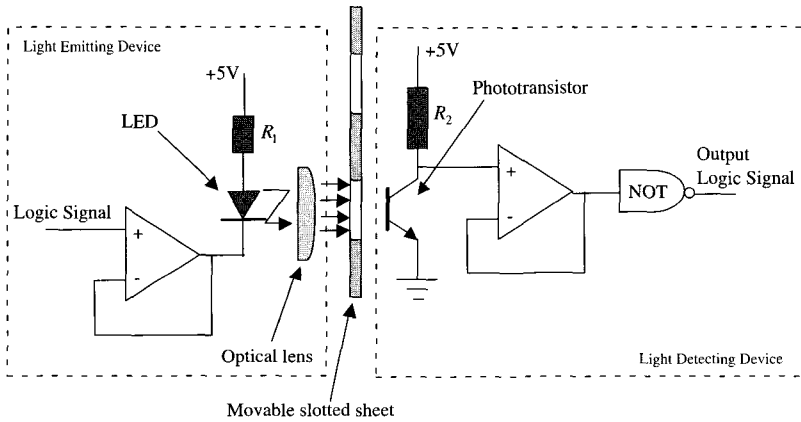 Light Emitting Device
+5V
R1
LED
Logic Signal
+
-
Optical lens
Movable slotted sheet
+5V
R2
Phototransistor
+
-
NOT
Output
Logic Signal
Light Detecting Device